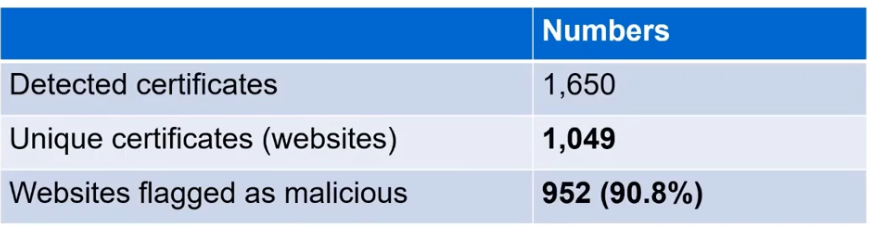 Numbers
Detected certificates 1,650
Unique certificates (websites) 1,049
Websites flagged as malicious 952 (90.8%)